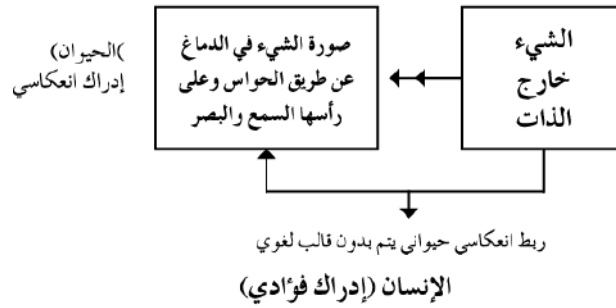 الشيء
خارج
الذات
صورة الشيء في الدماغ
عن طريق الحواس وعلى
رأسها السمع والبصر
)الحيوان)
إدراك انعكاسي
ربط انعكاسي حيواني يتم بدون قالب لغوي
الإنسان (إدراك فؤادي)